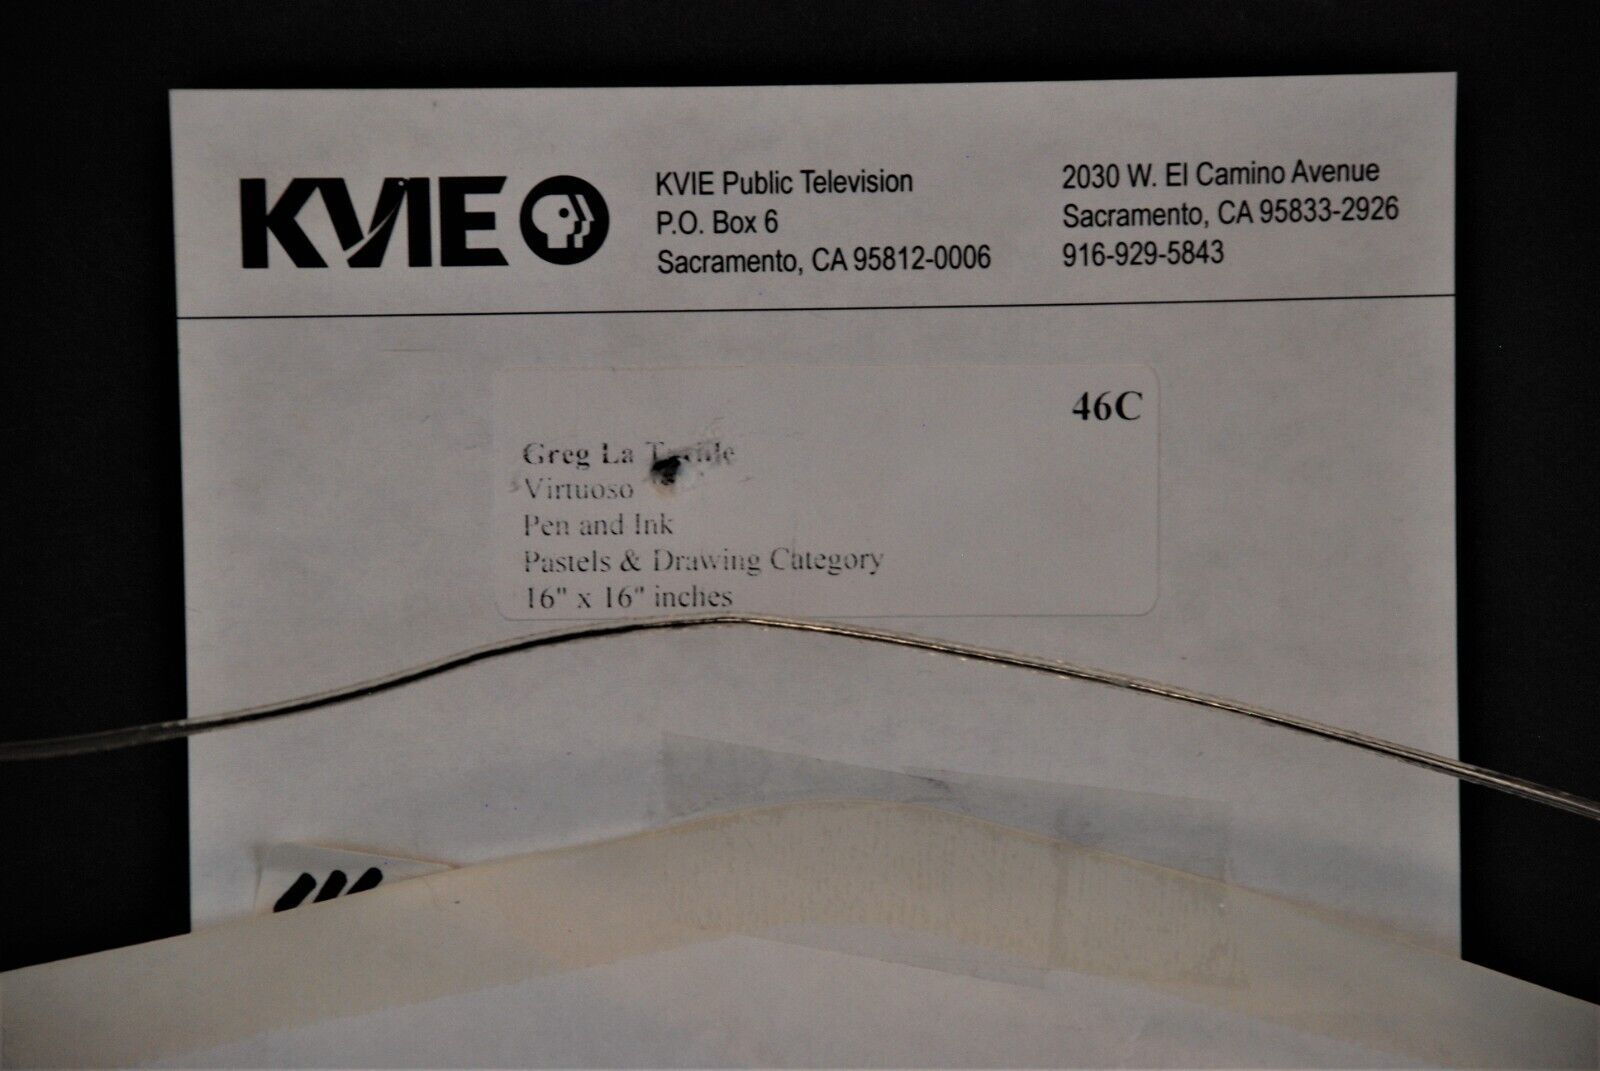 KVIE
KVIE Public Television
P.O. Box 6
Sacramento, CA 95812-0006
2030 W. El Camino Avenue
Sacramento, CA 95833-2926
916-929-5843
46C
Greg La
Virtuoso
Pen and Ink
Pastels & Drawing Category
16" x 16" inches